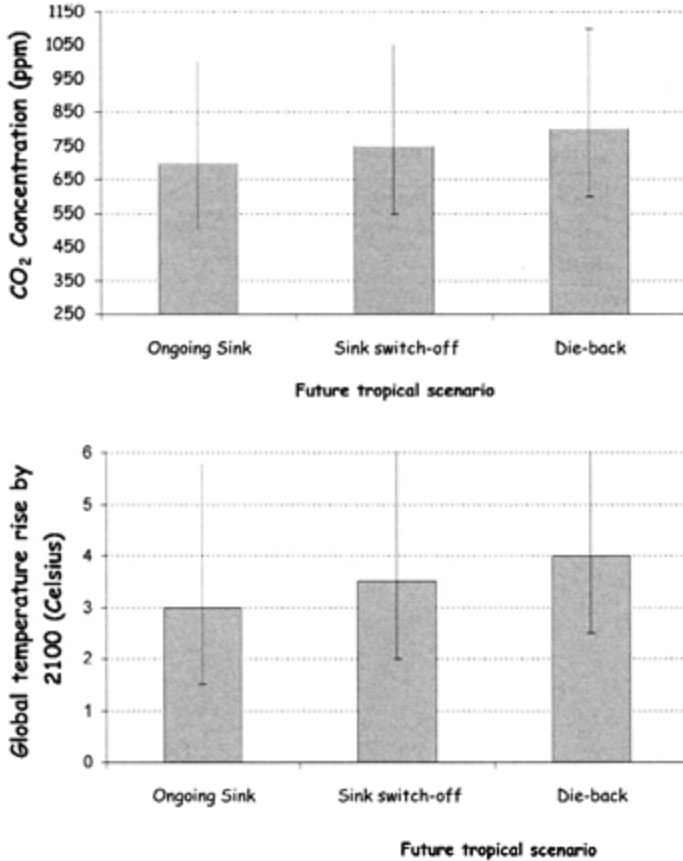 1150
1050
950
850
750
650
550
450
350
250
CO₂ Concentration (ppm)
Ongoing Sink Sink switch-off Die-back
Future tropical scenario
6
5
4
3
2
1
0
Global temperature rise by
2100 (Celsius)
Ongoing Sink Sink switch-off Die-back
Future tropical scenario